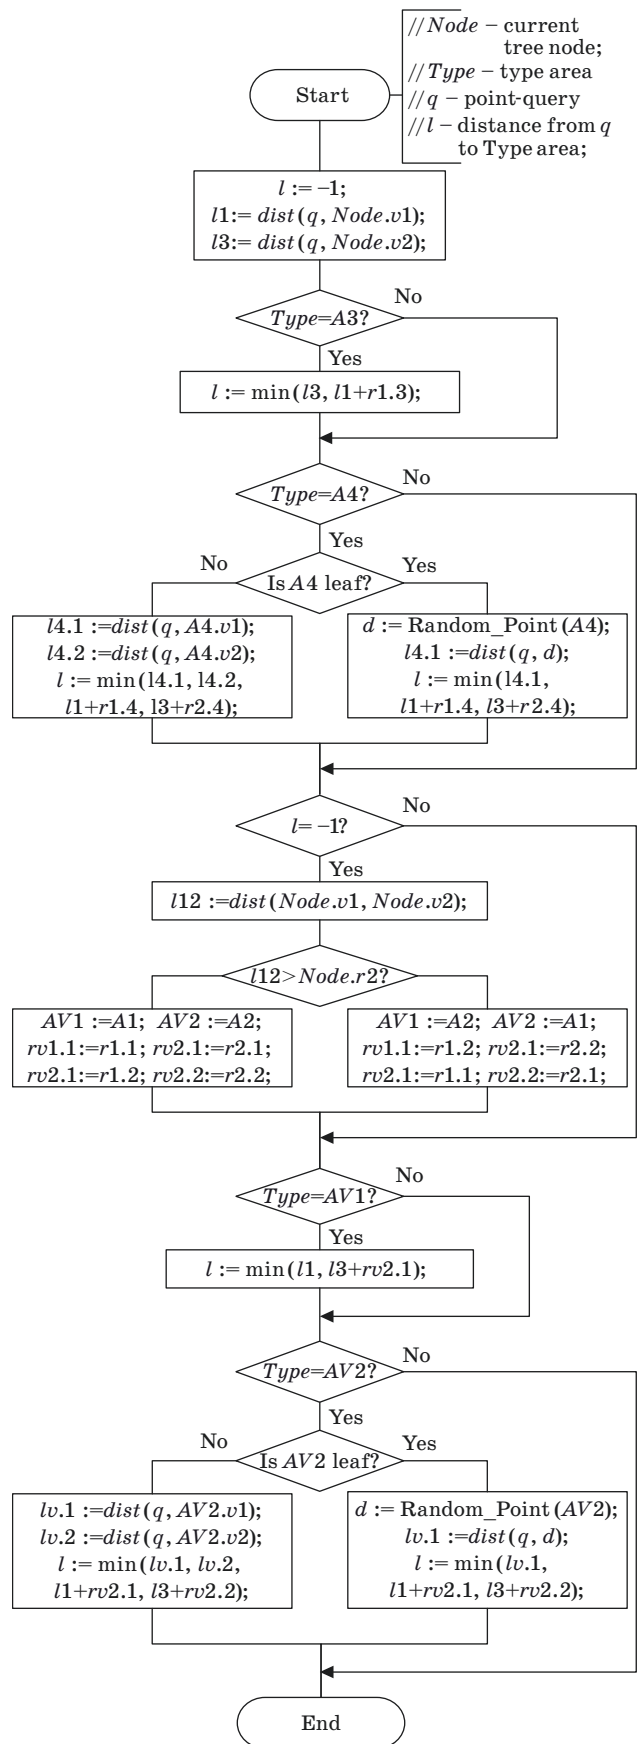 //Node – current
tree node;
//Type – type area
//q – point-query
//l – distance from q
to Type area;
Start
l := –1;
l1:= dist(q, Node.v1);
l3:= dist(q, Node.v2);
No
Type=A3?
Yes
l := min(l3, l1+r1.3);
No
Type=A4?
Yes
No
Is A4 leaf?
Yes
l4.1 :=dist(q, A4.v1);
l4.2 :=dist(q, A4.v2);
l := min(l4.1, l4.2,
l1+r1.4, l3+r2.4);
d := Random_Point(A4);
l4.1 :=dist(q, d);
l := min(l4.1,
l1+r1.4, l3+r2.4);
No
l= –1?
Yes
l12 :=dist(Node.v1, Node.v2);
l12>Node.r2?
AV1 :=A1; AV2 :=A2;
rv1.1:=r1.1; rv2.1:=r2.1;
rv2.1:=r1.2; rv2.2:=r2.2;
AV1 :=A2; AV2 :=A1;
rv1.1:=r1.2; rv2.1:=r2.2;
rv2.1:=r1.1; rv2.2:=r2.1;
No
Type=AV1?
Yes
l := min(l1, l3+rv2.1);
No
Type=AV2?
Yes
No
Is AV2 leaf?
Yes
lv.1 :=dist(q, AV2.v1);
lv.2 :=dist(q, AV2.v2);
l := min(lv.1, lv.2,
l1+rv2.1, l3+rv2.2);
d := Random_Point(AV2);
lv.1 :=dist(q, d);
l := min(lv.1,
l1+rv2.1, l3+rv2.2);
End